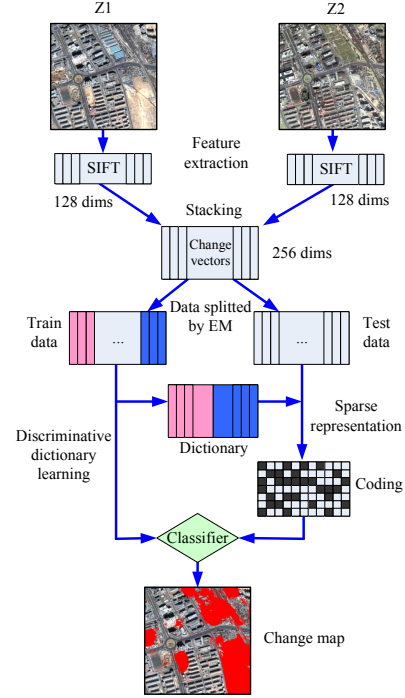 Z1
Z2
Feature
extraction
SIFT
SIFT
128 dims
128 dims
Stacking
Change
vectors
256 dims
Data splitted
by EM
Train
data
Test
data
...
...
Sparse
representation
Dictionary
Discriminative
dictionary
learning
Coding
Classifier
Change map